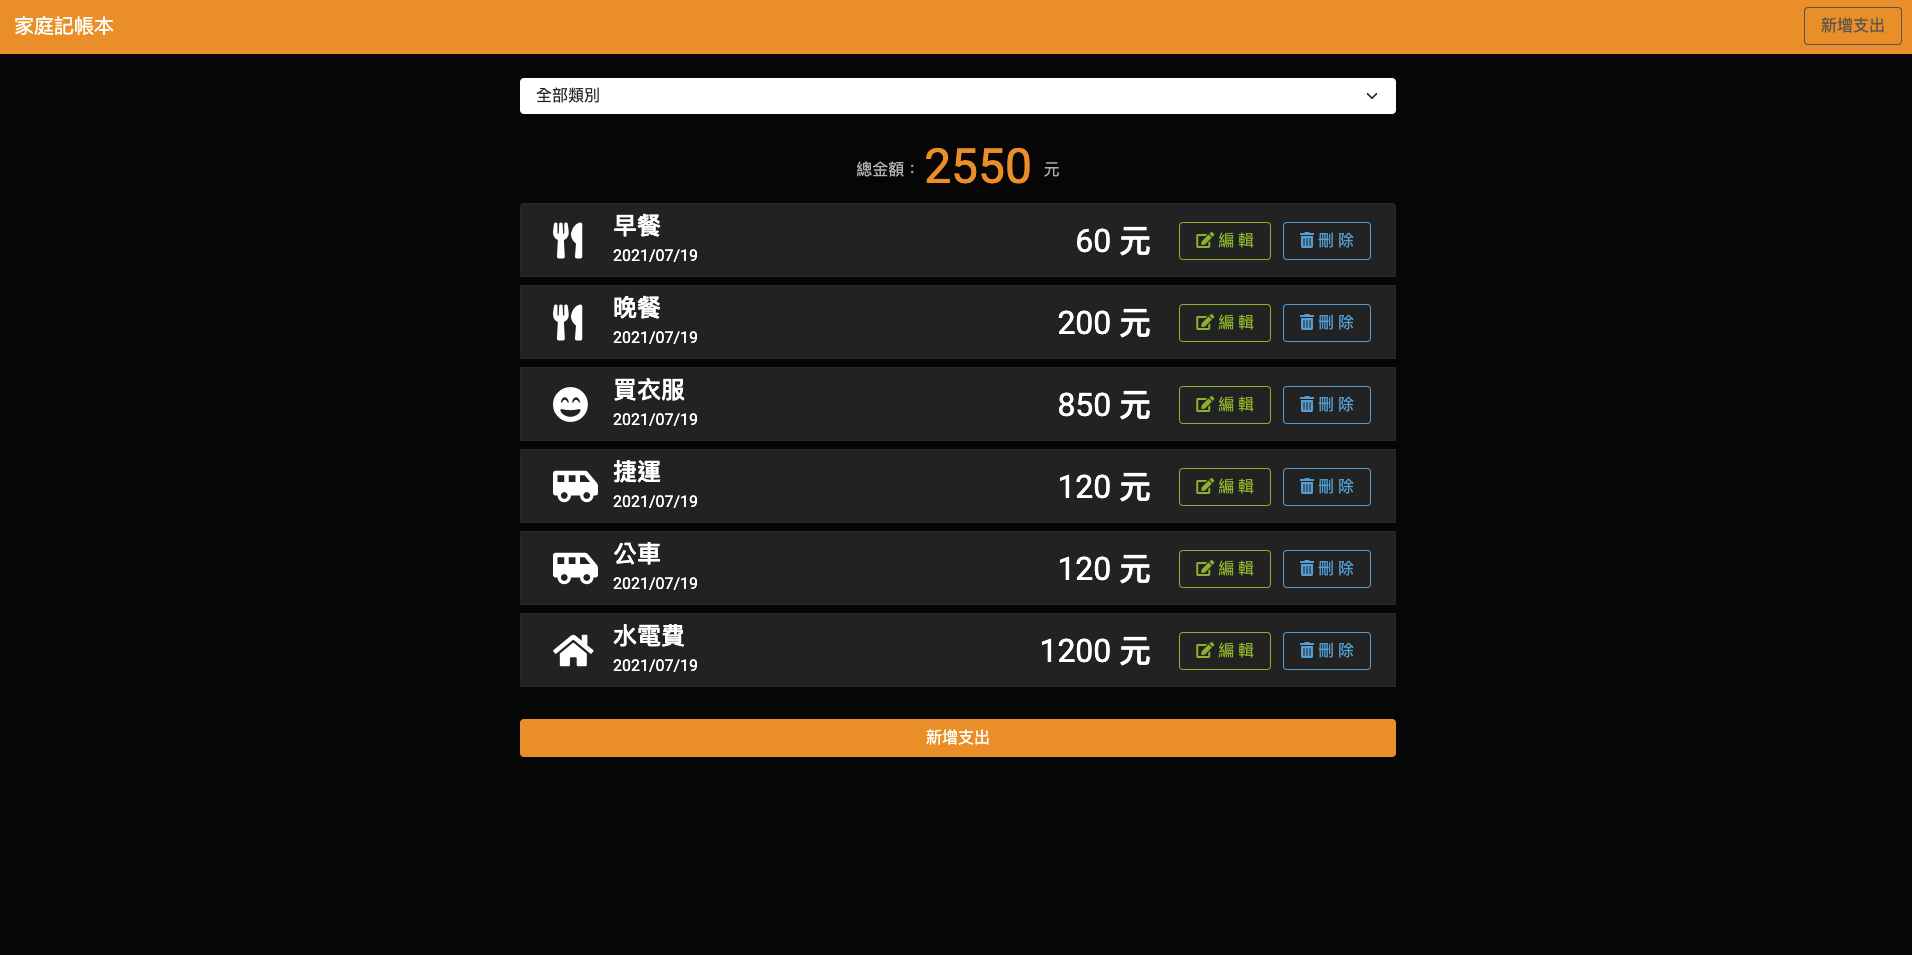 家庭記帳本
新增支出
全部類別
總金額： 2550 元
早餐
2021/07/19
60 元
編 輯
刪 除
晚餐
2021/07/19
200 元
編 輯
刪 除
買衣服
2021/07/19
850 元
編 輯
刪 除
捷運
2021/07/19
120 元
編 輯
刪 除
公車
2021/07/19
120 元
編 輯
刪 除
水電費
2021/07/19
1200 元
編 輯
刪 除
新增支出